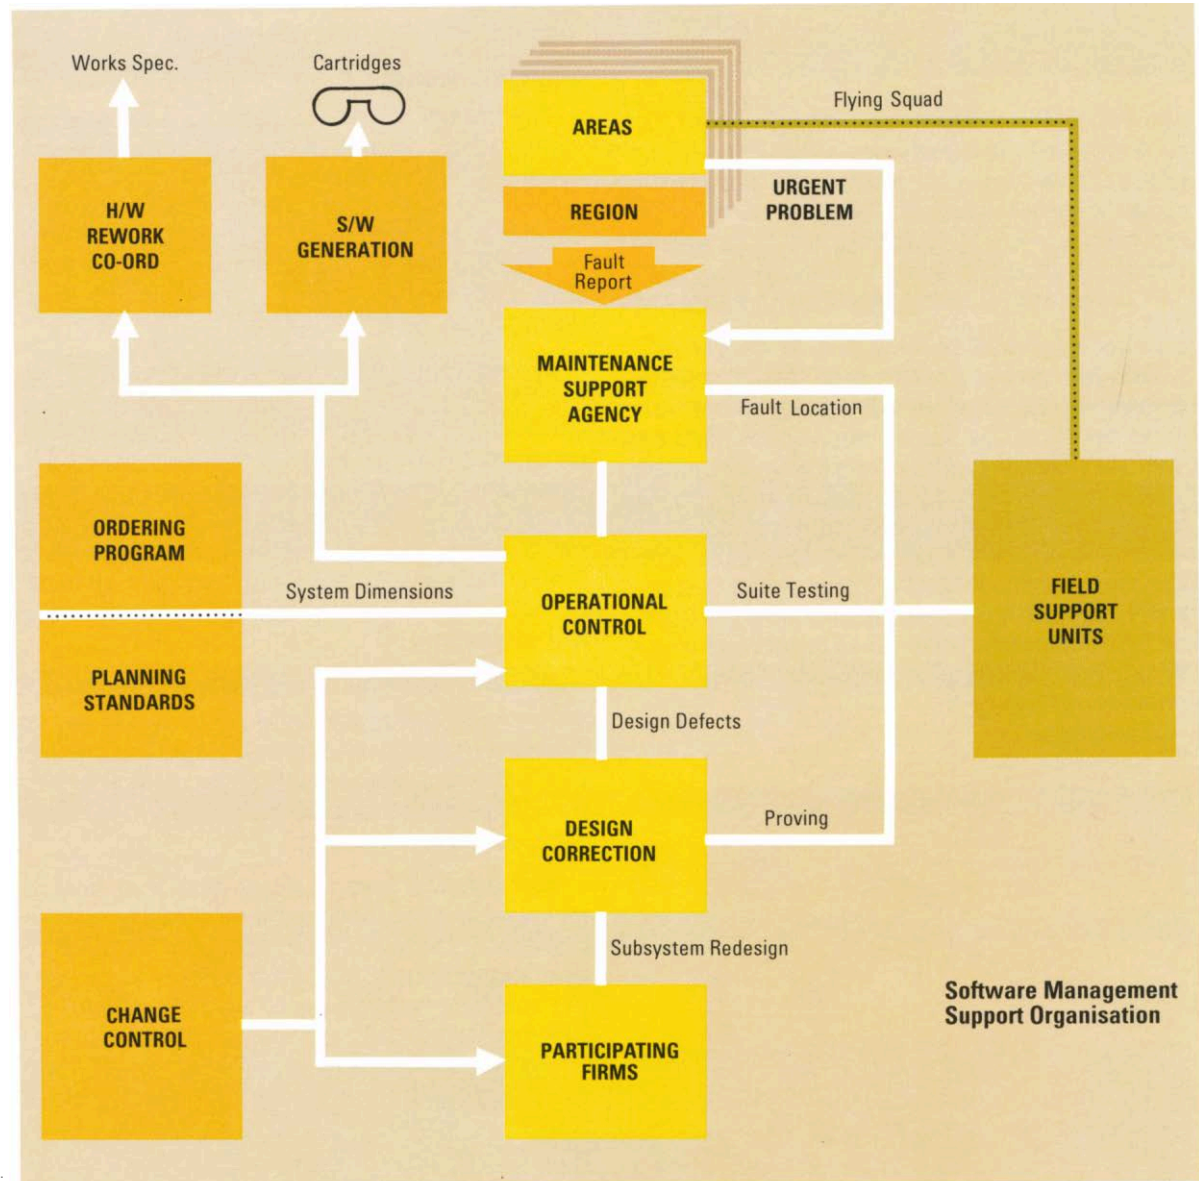 Works Spec.
Cartridges
Flying Squad
AREAS
URGENT
PROBLEM
H/W
REWORK
CO-ORD
S/W
GENERATION
REGION
Fault
Report
MAINTENANCE
SUPPORT
AGENCY
Fault Location
ORDERING
PROGRAM
System Dimensions
OPERATIONAL
CONTROL
Suite Testing
FIELD
SUPPORT
UNITS
PLANNING
STANDARDS
Design Defects
DESIGN
CORRECTION
Proving
Subsystem Redesign
CHANGE
CONTROL
PARTICIPATING
FIRMS
Software Management
Support Organisation